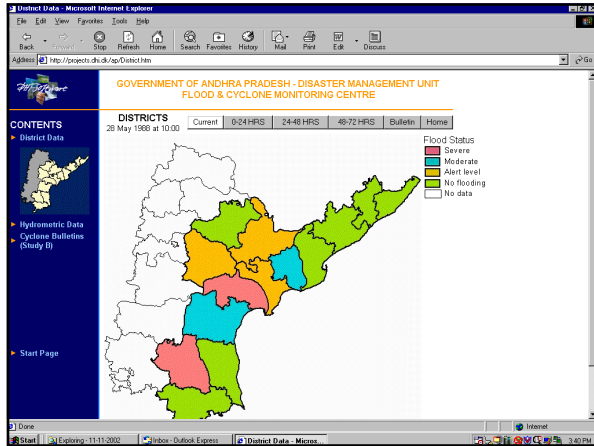 District Data - Microsoft Internet Explorer
File Edit View Favorites Tools Help
Back Forward Stop Refresh Home Search Favorites History Mail Print Edit Discuss
Address http://projects.dhi.dk/ap/District.htm Go
GOVERNMENT OF ANDHRA PRADESH - DISASTER MANAGEMENT UNIT
FLOOD & CYCLONE MONITORING CENTRE
CONTENTS
District Data
Hydrometric Data
Cyclone Bulletins
(Study B)
Start Page
DISTRICTS
28 May 1988 at 10:00
Current 0-24 HRS 24-48 HRS 48-72 HRS Bulletin Home
Flood Status
Severe
Moderate
Alert level
No flooding
No data
Done Internet
Start Exploring - 11-11-2002 Inbox - Outlook Express District Data - Micros... 3:40 PM